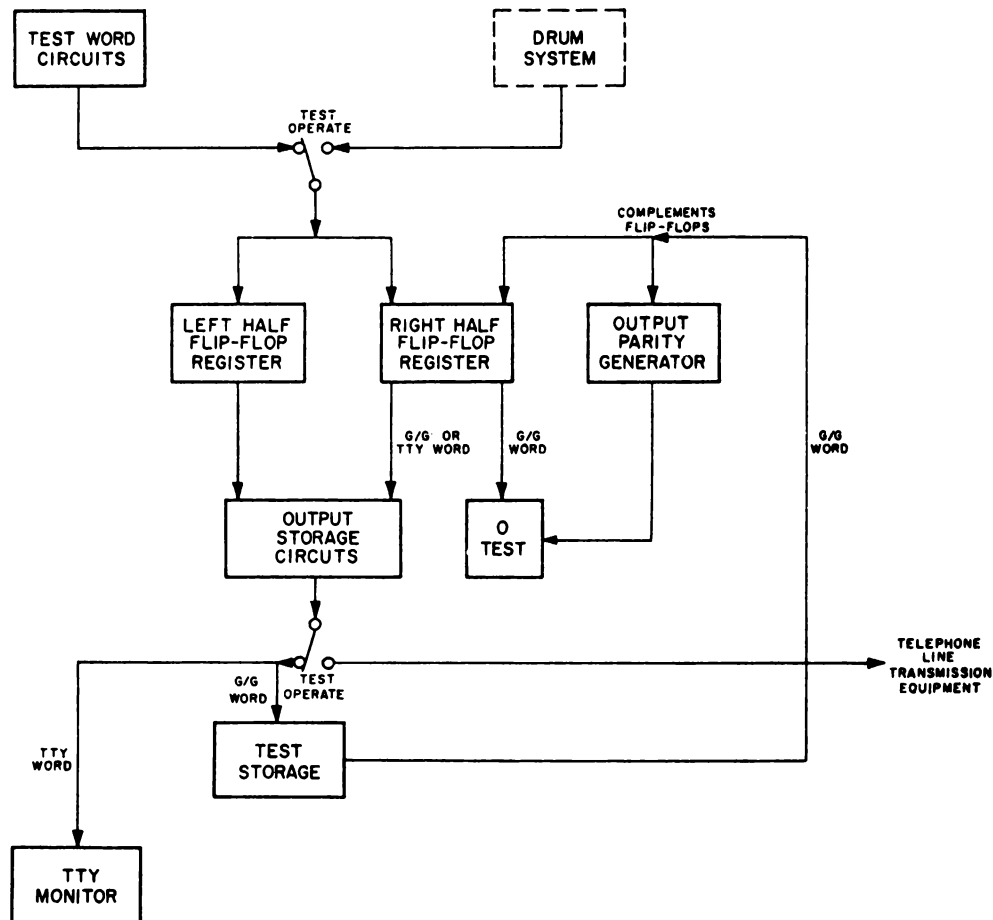 TEST WORD
CIRCUITS
DRUM
SYSTEM
TEST
OPERATE
COMPLEMENTS
FLIP-FLOPS
LEFT HALF
FLIP-FLOP
REGISTER
RIGHT HALF
FLIP-FLOP
REGISTER
OUTPUT
PARITY
GENERATOR
G/G OR
TTY WORD
G/G
WORD
G/G
WORD
OUTPUT
STORAGE
CIRCUTS
O
TEST
TELEPHONE
LINE
TRANSMISSION
EQUIPMENT
G/G
WORD
TEST
OPERATE
TTY
WORD
TEST
STORAGE
TTY
MONITOR